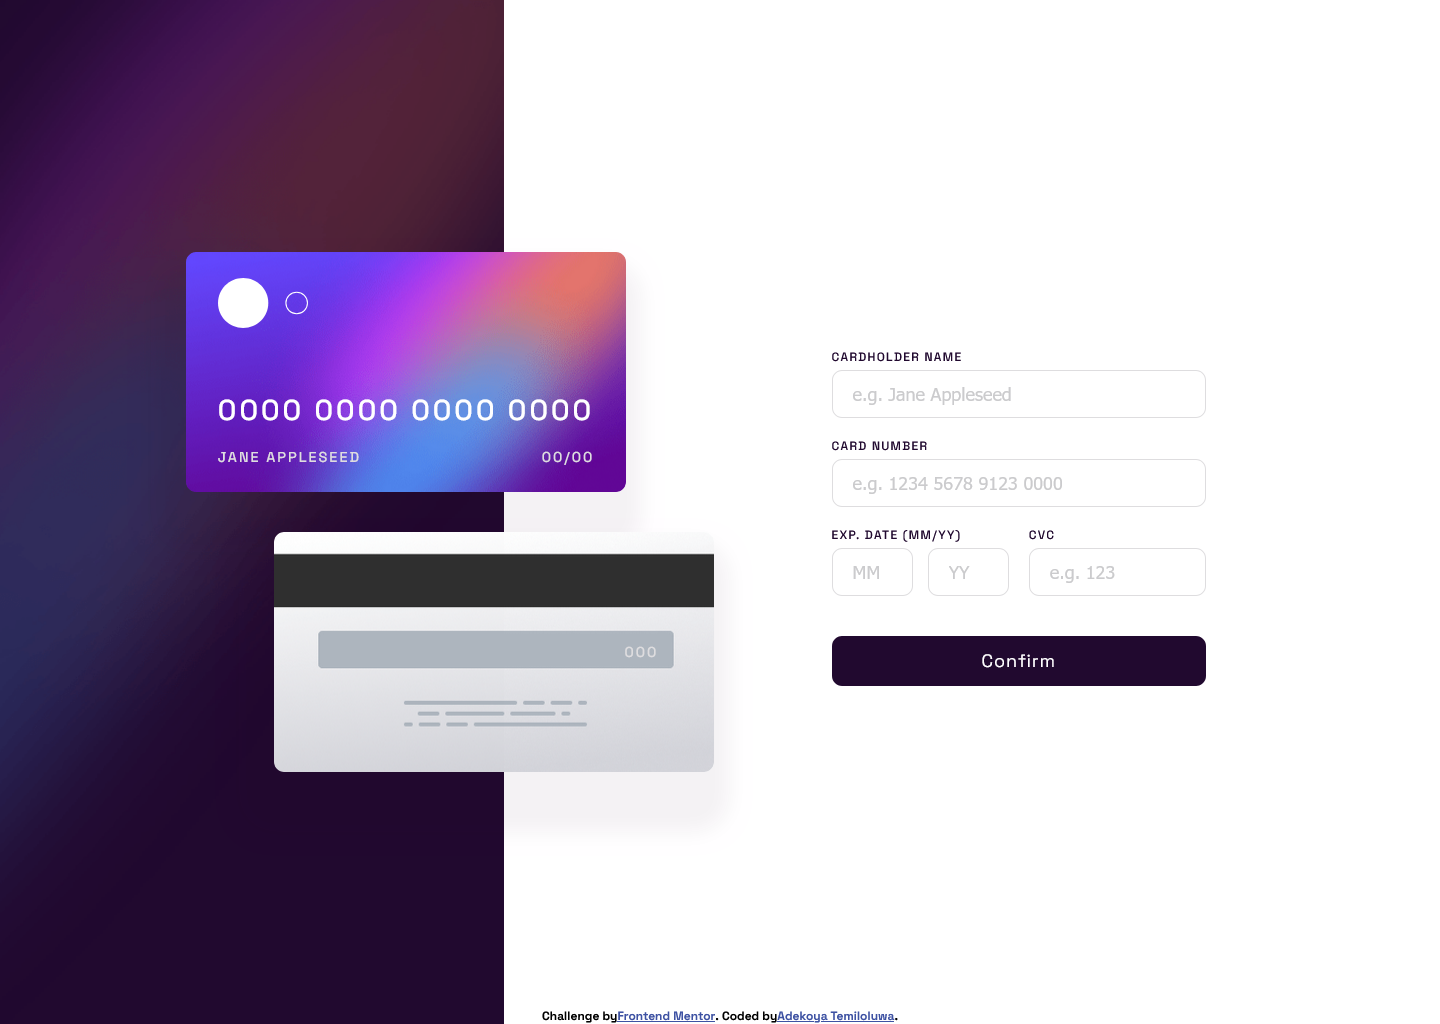 0000 0000 0000 0000
JANE APPLESEED 00/00
000
CARDHOLDER NAME
e.g. Jane Appleseed
CARD NUMBER
e.g. 1234 5678 9123 0000
EXP. DATE (MM/YY) CVC
MM YY e.g. 123
Confirm
Challenge byFrontend Mentor. Coded byAdekoya Temiloluwa.